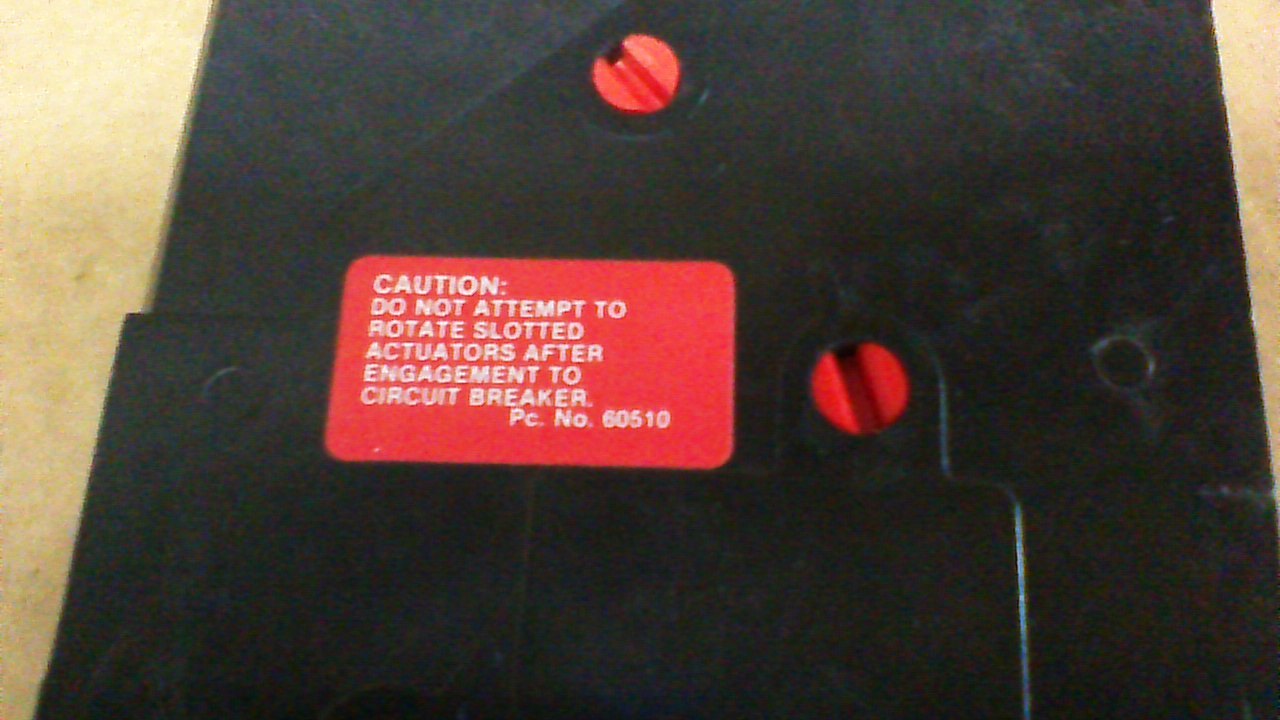 CAUTION:
DO NOT ATTEMPT TO
ROTATE SLOTTED
ACTUATORS AFTER
ENGAGEMENT TO
CIRCUIT BREAKER.
Pc. No. 60510